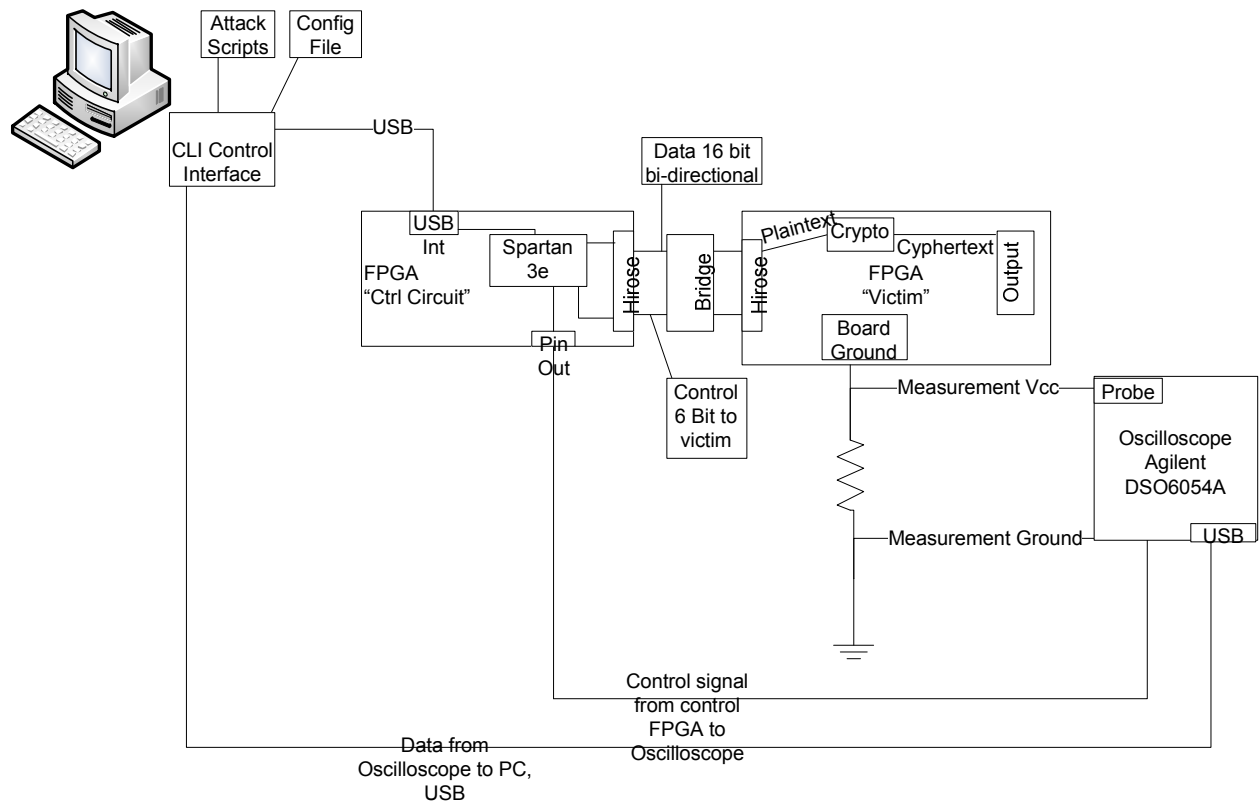 Attack
Scripts
Config
File
CLI Control
Interface
USB
Data 16 bit
bi-directional
USB
Int
Spartan
3e
FPGA
“Ctrl Circuit”
Hirose
Bridge
Hirose
Plaintext
Crypto
Cyphertext
Output
FPGA
“Victim”
Board
Ground
Pin
Out
Control
6 Bit to
victim
Measurement Vcc
Probe
Oscilloscope
Agilent
DSO6054A
Measurement Ground
USB
Control signal
from control
FPGA to
Oscilloscope
Data from
Oscilloscope to PC,
USB